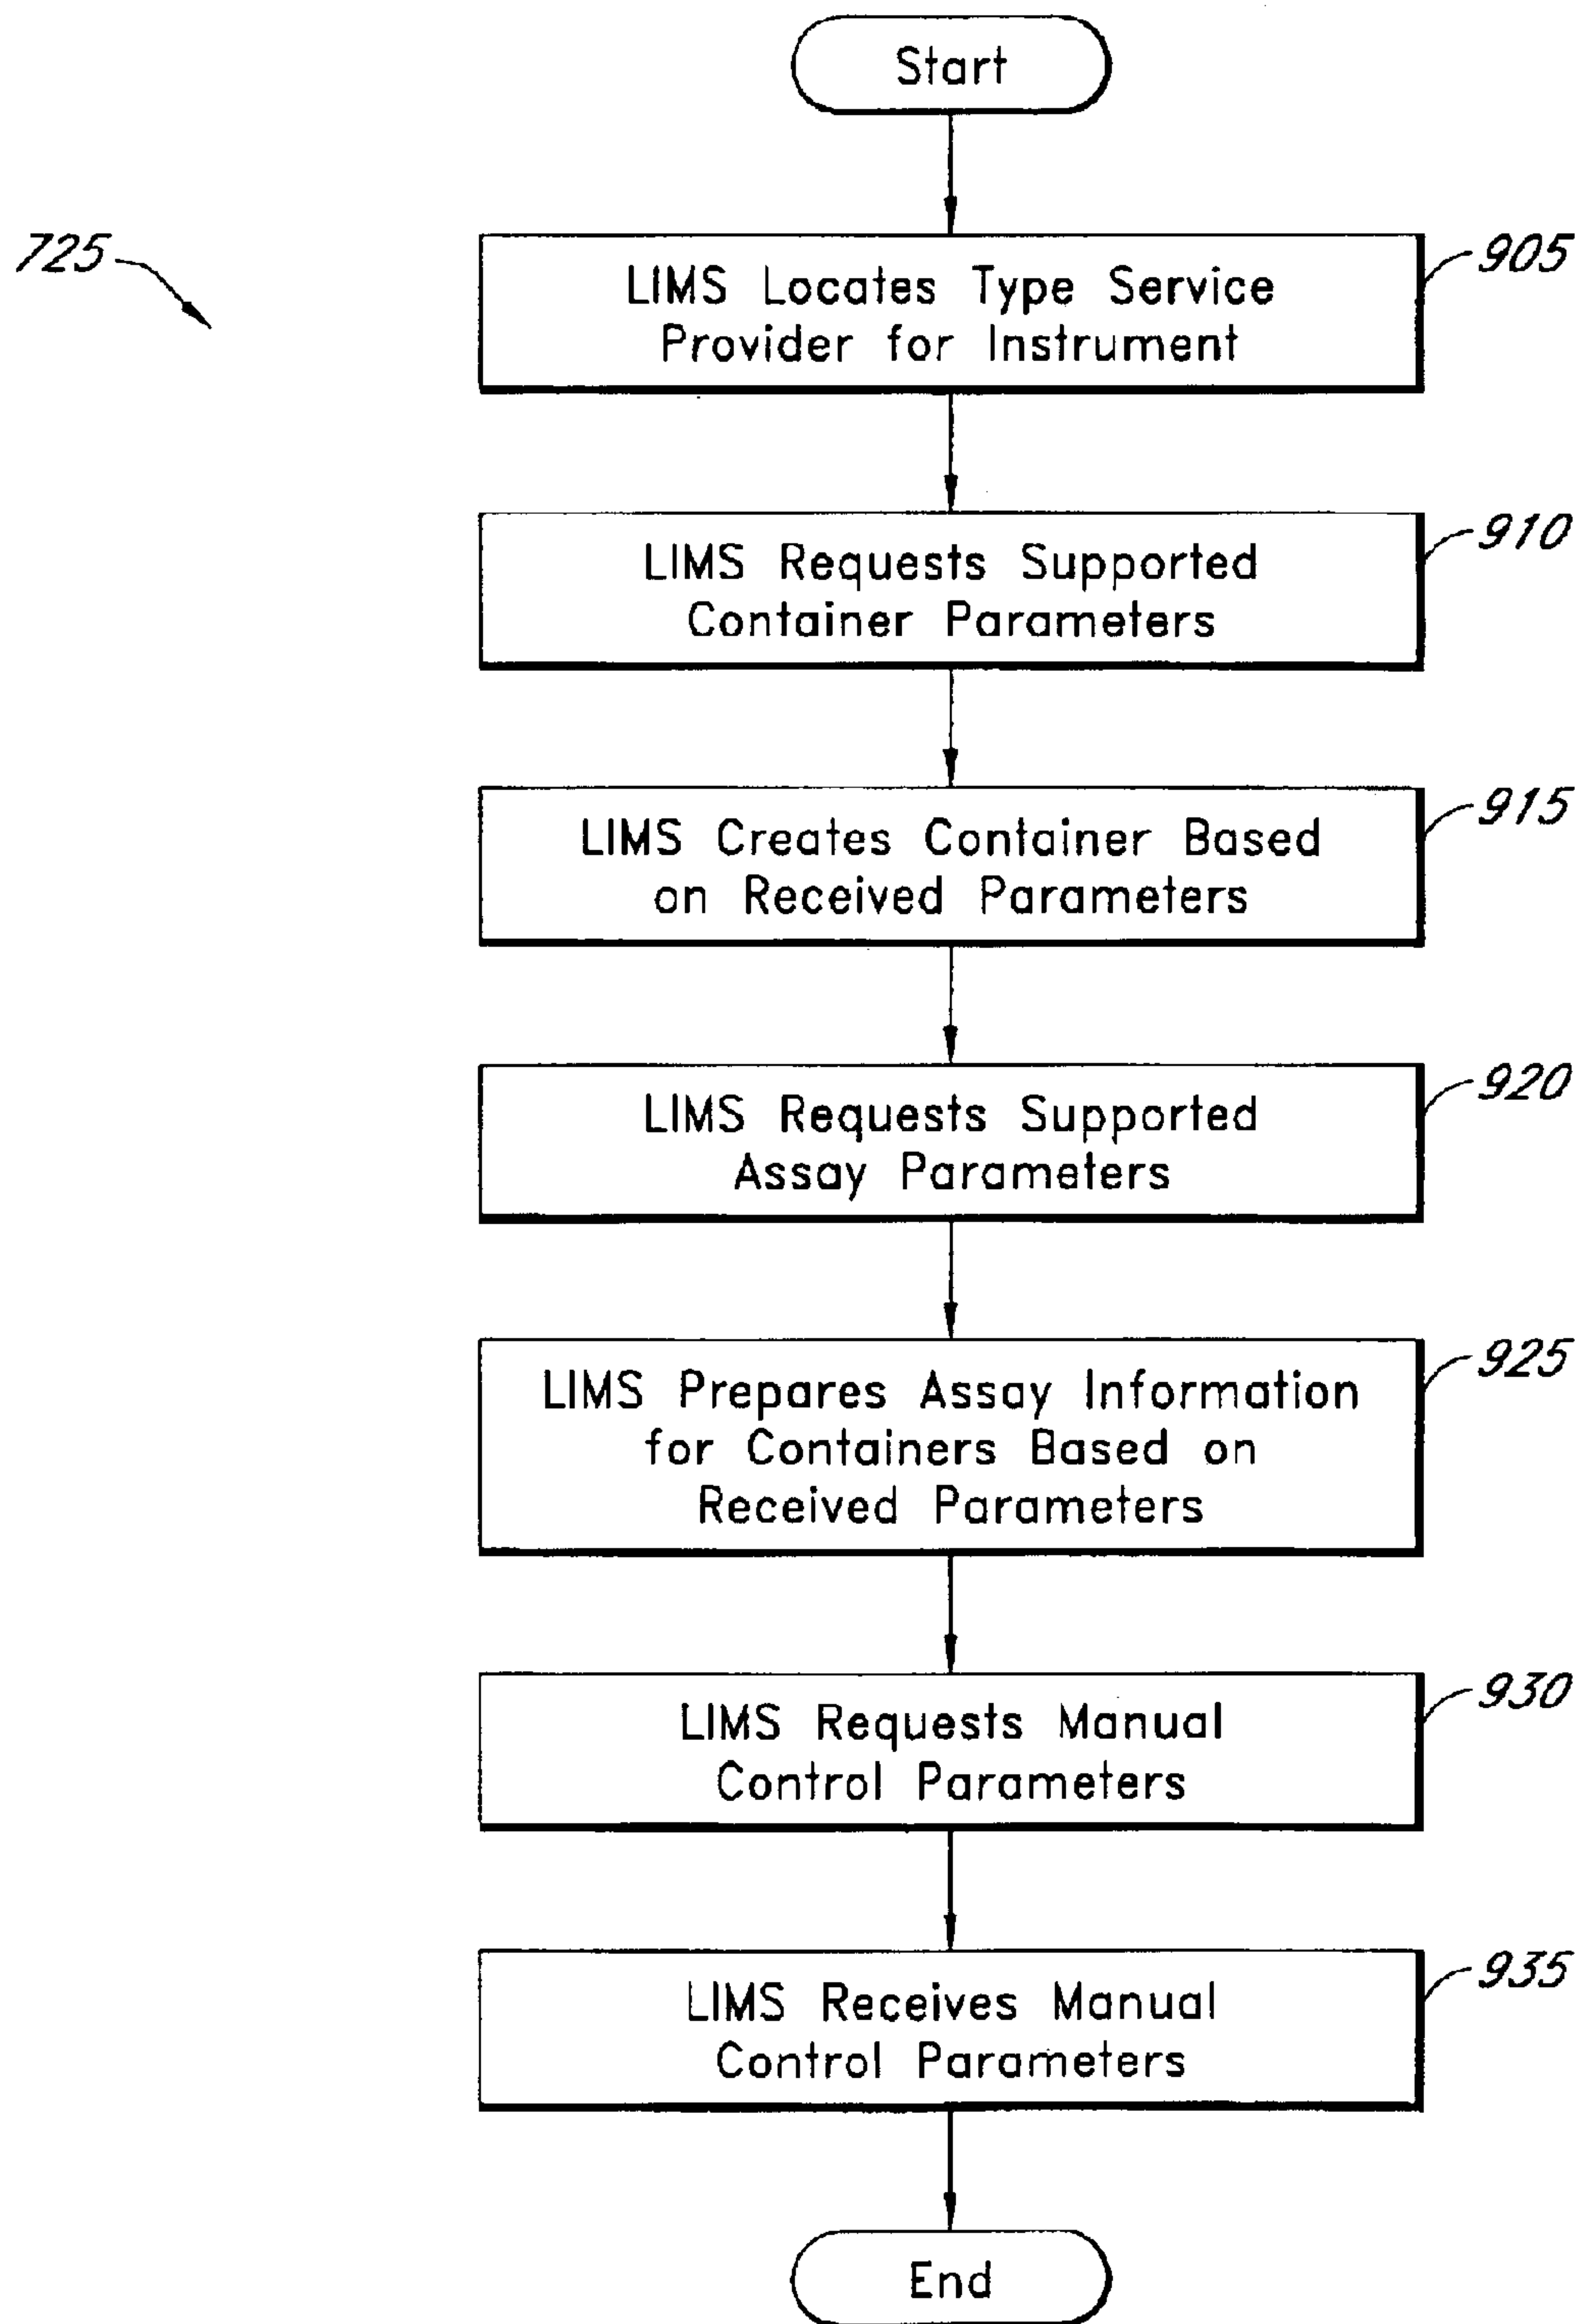 Start
725
LIMS Locates Type Service
Provider for Instrument
905
LIMS Requests Supported
Container Parameters
910
LIMS Creates Container Based
on Received Parameters
915
LIMS Requests Supported
Assay Parameters
920
LIMS Prepares Assay Information
for Containers Based on
Received Parameters
925
LIMS Requests Manual
Control Parameters
930
LIMS Receives Manual
Control Parameters
935
End